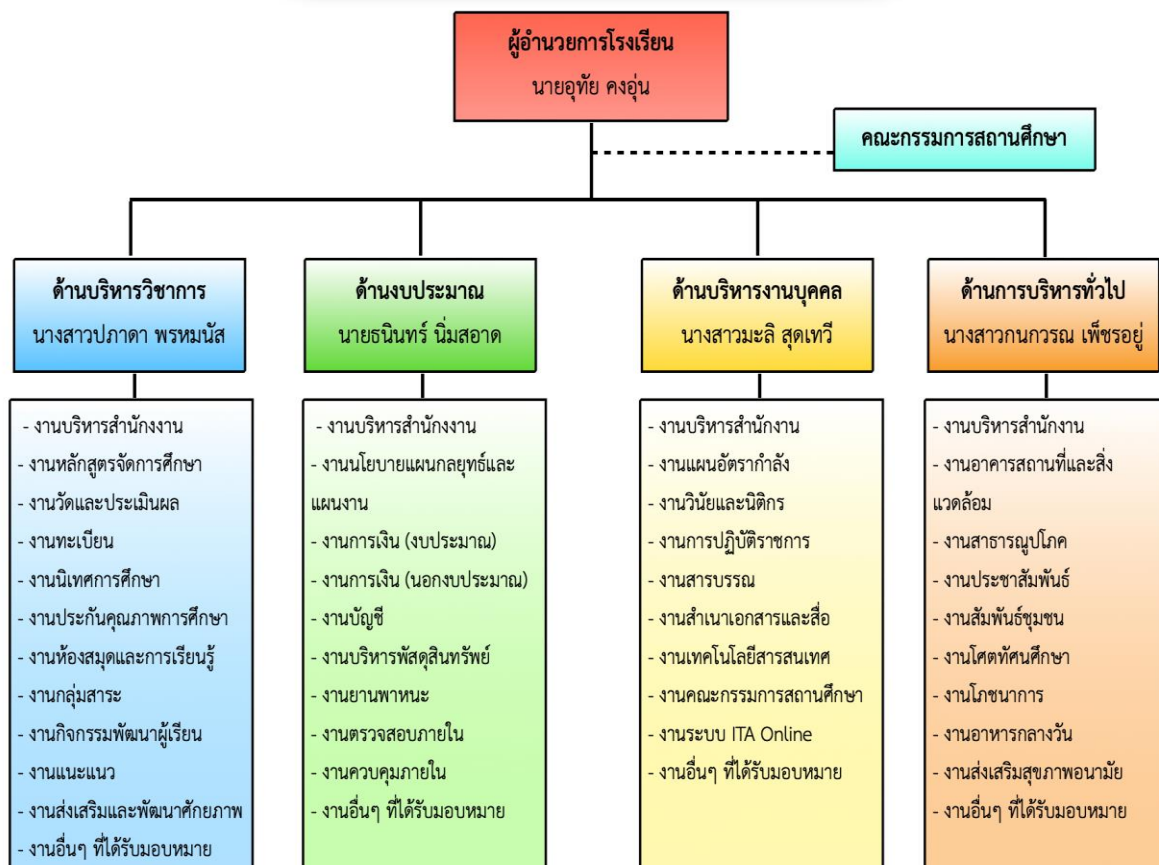 ผู้อำนวยการโรงเรียน
นายอุทัย คงอุ่น
คณะกรรมการสถานศึกษา
ด้านบริหารวิชาการ
นางสาวปภาดา พรหมนัส
- งานบริหารสำนักงงาน
- งานหลักสูตรจัดการศึกษา
- งานวัดและประเมินผล
- งานทะเบียน
- งานนิเทศการศึกษา
- งานประกันคุณภาพการศึกษา
- งานห้องสมุดและการเรียนรู้
- งานกลุ่มสาระ
- งานกิจกรรมพัฒนาผู้เรียน
- งานแนะแนว
- งานส่งเสริมและพัฒนาศักยภาพ
- งานอื่นๆ ที่ได้รับมอบหมาย
ด้านงบประมาณ
นายธนินทร์ นิ่มสอาด
- งานบริหารสำนักงงาน
- งานนโยบายแผนกลยุทธ์และ
แผนงาน
- งานการเงิน (งบประมาณ)
- งานการเงิน (นอกงบประมาณ)
- งานบัญชี
- งานบริหารพัสดุสินทรัพย์
- งานยานพาหนะ
- งานตรวจสอบภายใน
- งานควบคุมภายใน
- งานอื่นๆ ที่ได้รับมอบหมาย
ด้านบริหารงานบุคคล
นางสาวมะลิ สุดเทวี
- งานบริหารสำนักงาน
- งานแผนอัตรากำลัง
- งานวินัยและนิติกร
- งานการปฏิบัติราชการ
- งานสารบรรณ
- งานสำเนาเอกสารและสื่อ
- งานเทคโนโลยีสารสนเทศ
- งานคณะกรรมการสถานศึกษา
- งานระบบ ITA Online
- งานอื่นๆ ที่ได้รับมอบหมาย
ด้านการบริหารทั่วไป
นางสาวกนกวรณ เพ็ชรอยู่
- งานบริหารสำนักงาน
- งานอาคารสถานที่และสิ่ง
แวดล้อม
- งานสาธารณูปโภค
- งานประชาสัมพันธ์
- งานสัมพันธ์ชุมชน
- งานโศตทัศนศึกษา
- งานโภชนาการ
- งานอาหารกลางวัน
- งานส่งเสริมสุขภาพอนามัย
- งานอื่นๆ ที่ได้รับมอบหมาย